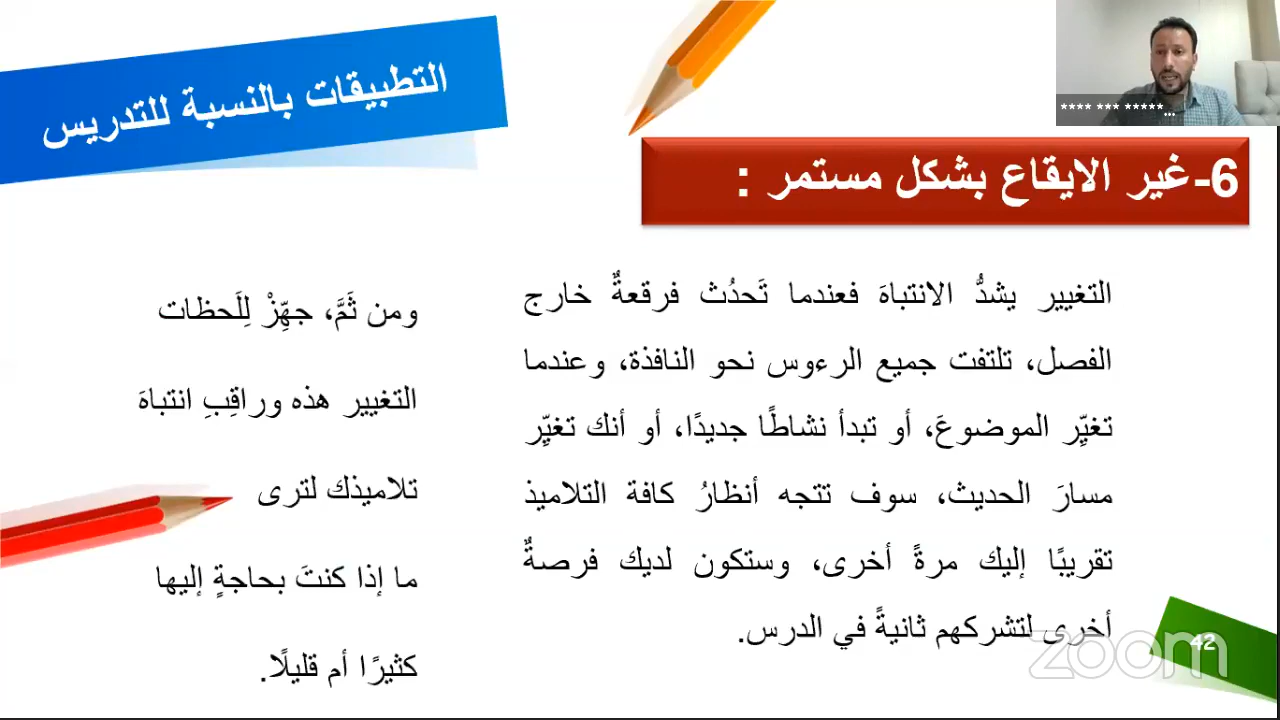 التطبيقات بالنسبة للتدريس
6-غير الايقاع بشكل مستمر :
التغيير يشدُّ الانتباهَ فعندما تَحدُث فرقعةٌ خارج
الفصل، تلتفت جميع الرءوس نحو النافذة، وعندما
تغيِّر الموضوعَ، أو تبدأ نشاطًا جديدًا، أو أنك تغيِّر
مسارَ الحديث، سوف تتجه أنظارُ كافة التلاميذ
تقريبًا إليك مرةً أخرى، وستكون لديك فرصةٌ
أخرى لتشركهم ثانيةً في الدرس.
ومن ثَمَّ، جهِّزْ لِلَحظات
التغيير هذه وراقِبِ انتباهَ
تلاميذك لترى
ما إذا كنتَ بحاجةٍ إليها
كثيرًا أم قليلًا.
**** *** *****...
42
zoom